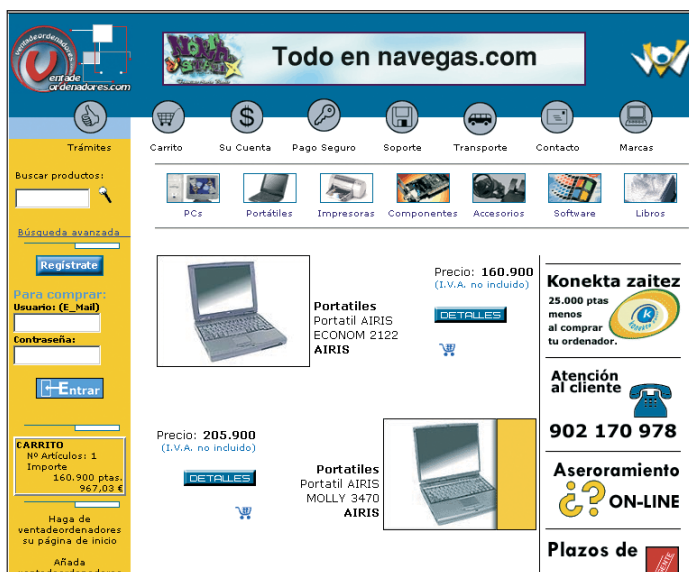 ventadeordenadores
enta de
ordenadores.com
Todo en navegas.com
Trámites
Carrito
Su Cuenta
Pago Seguro
Soporte
Transporte
Contacto
Marcas
Buscar productos:
Búsqueda avanzada
Regístrate
Para comprar:
Usuario: (E_Mail)
Contraseña:
Entrar
CARRITO
Nº Artículos: 1
Importe
160.900 ptas.
967,03 €
Haga de
ventadeordenadores
su página de inicio
Añada
PCs
Portátiles
Impresoras
Componentes
Accesorios
Software
Libros
Portatiles
Portatil AIRIS
ECONOM 2122
AIRIS
Precio: 160.900
(I.V.A. no incluido)
DETALLES
Precio: 205.900
(I.V.A. no incluido)
DETALLES
Portatiles
Portatil AIRIS
MOLLY 3470
AIRIS
Konekta zaitez
25.000 ptas
menos
al comprar
tu ordenador.
Atención
al cliente
902 170 978
Aseroramiento
¿? ON-LINE
Plazos de